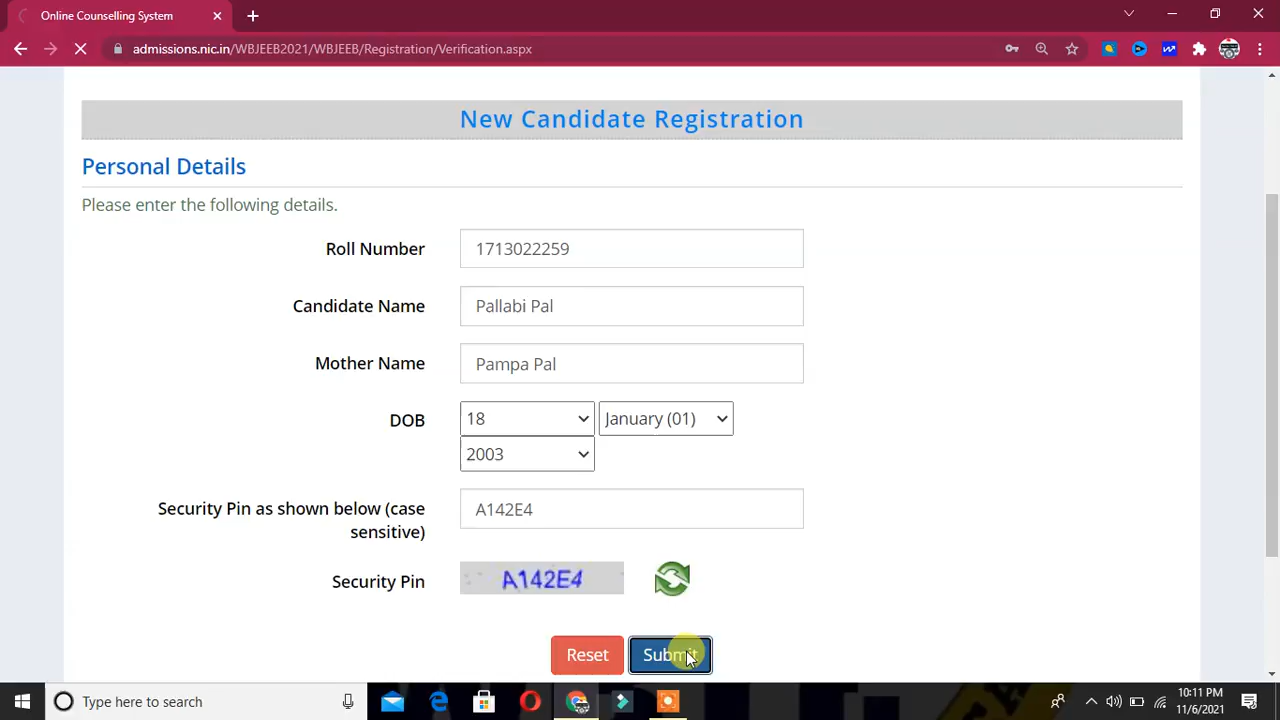 Online Counselling System
admissions.nic.in/WBJEEB2021/WBJEEB/Registration/Verification.aspx
New Candidate Registration
Personal Details
Please enter the following details.
Roll Number 1713022259
Candidate Name Pallabi Pal
Mother Name Pampa Pal
DOB 18 January (01)
2003
Security Pin as shown below (case
sensitive) A142E4
Security Pin A142E4
Reset Submit
Type here to search
10:11 PM
11/6/2021